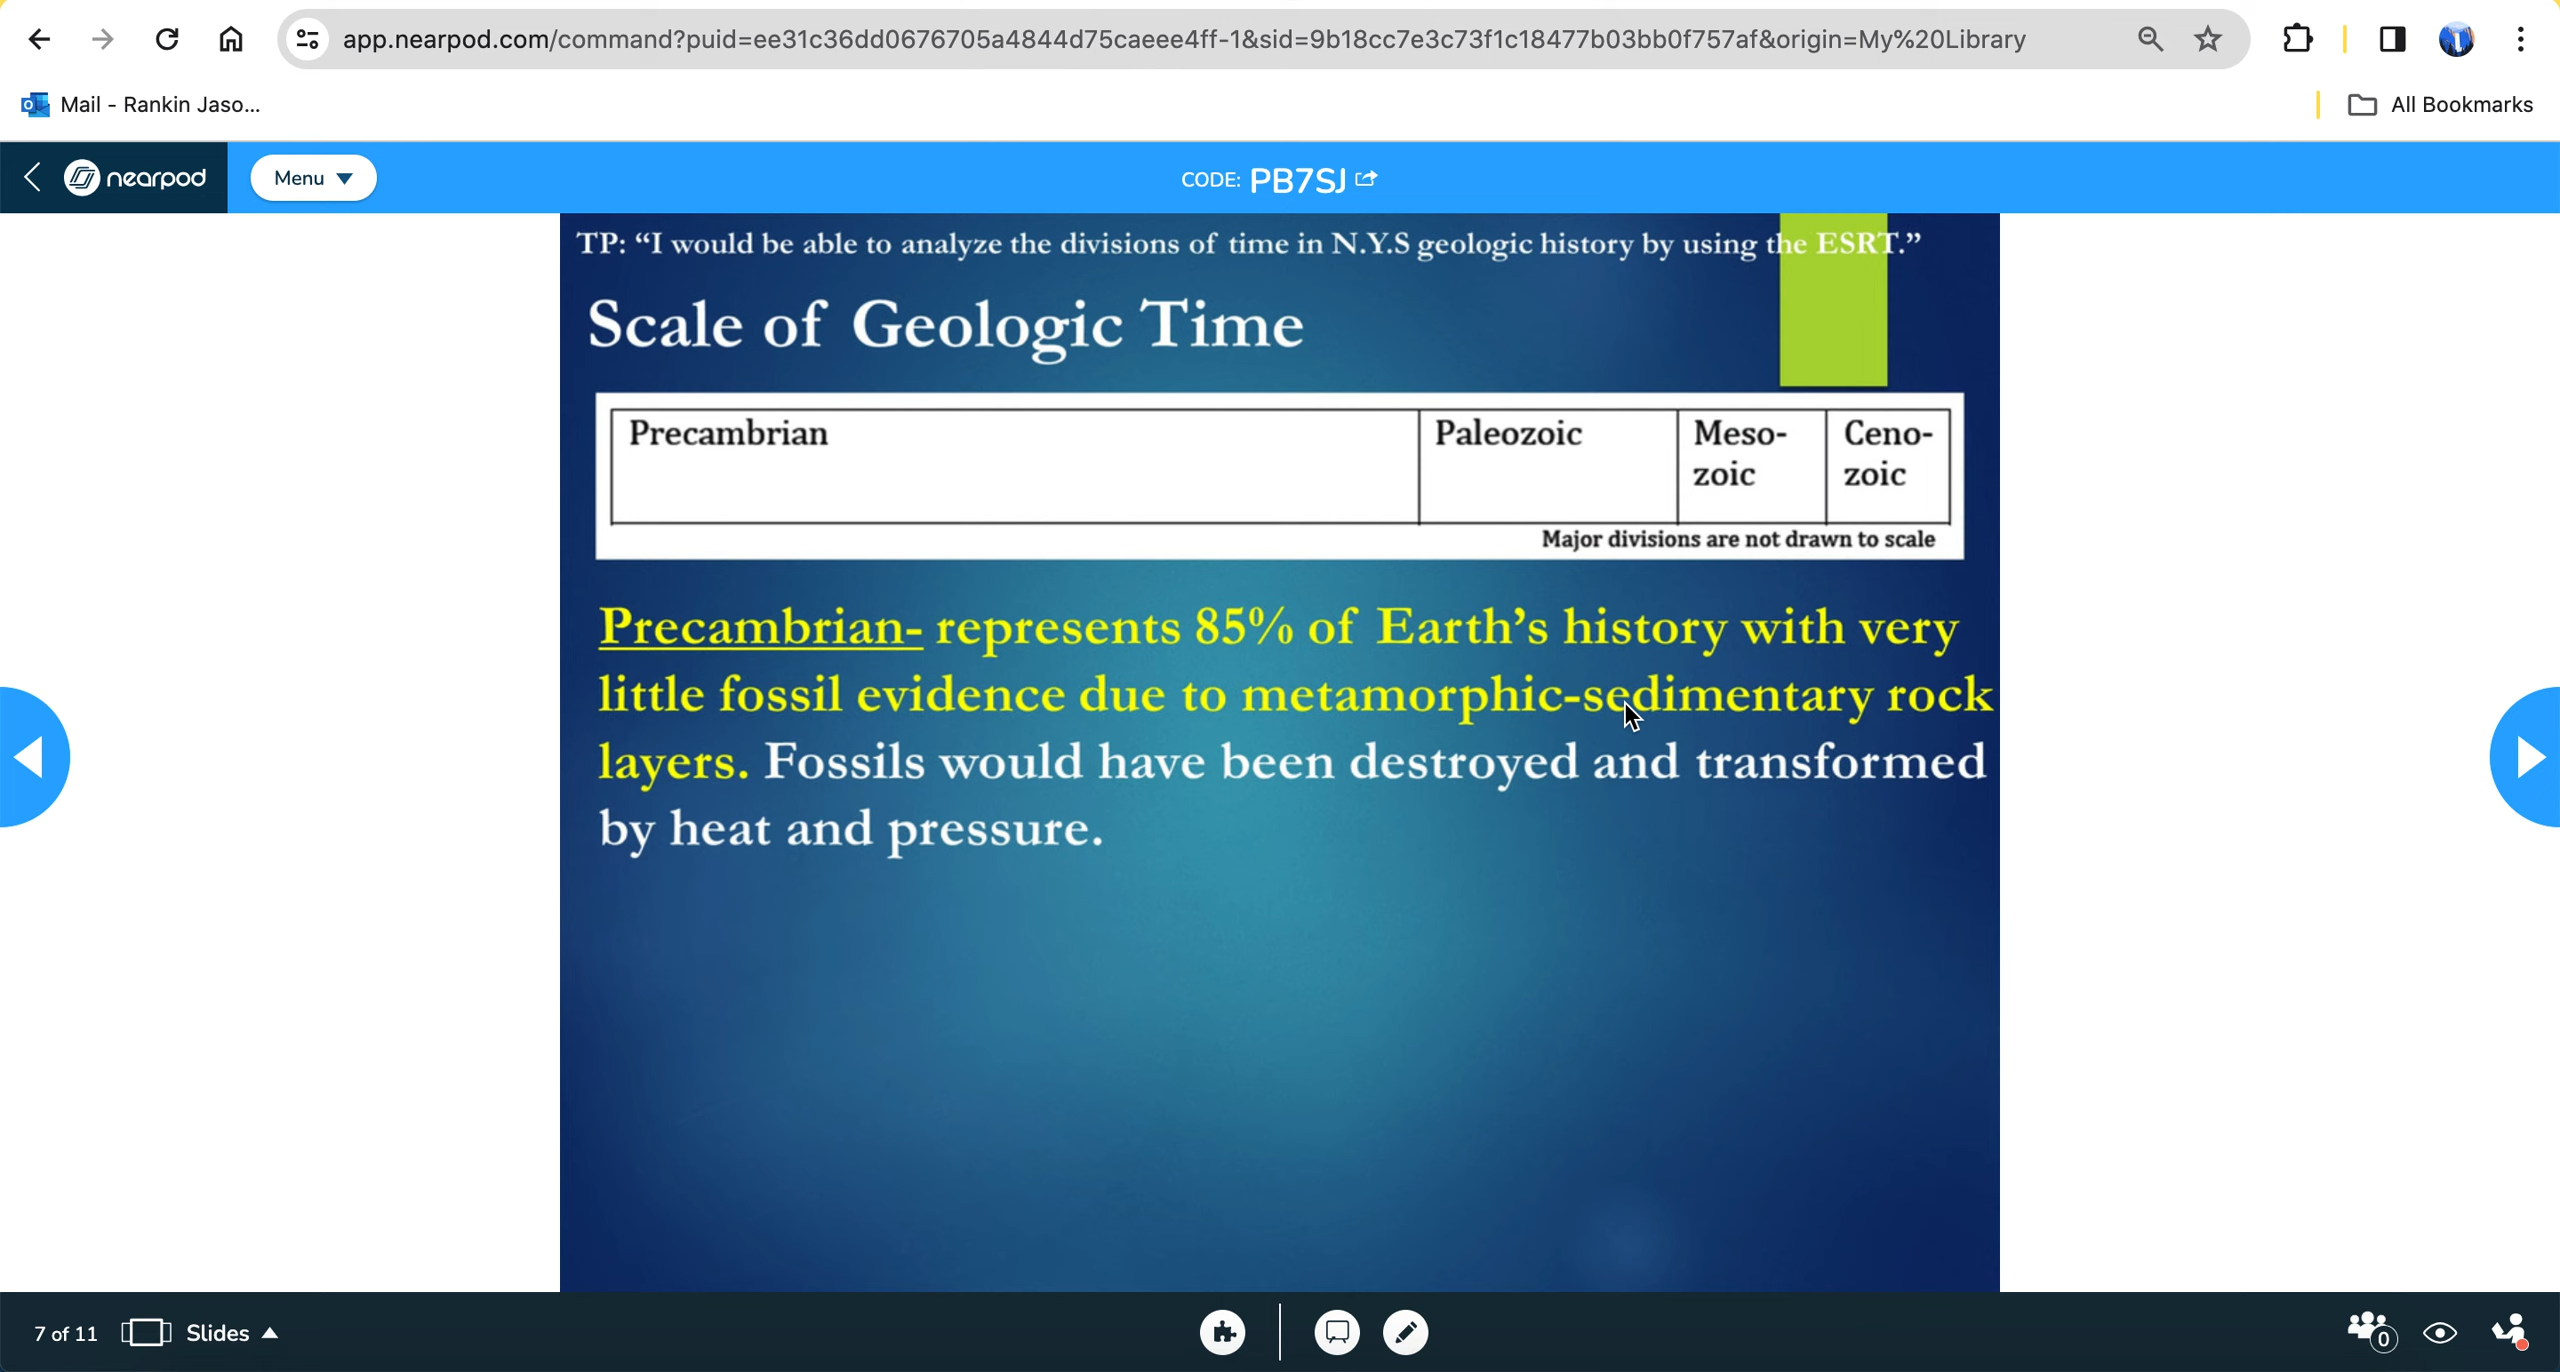 app.nearpod.com/command?puid=ee31c36dd0676705a4844d75caeee4ff-1&sid=9b18cc7e3c73f1c18477b03bb0f757af&origin=My%20Library
Mail - Rankin Jaso...
All Bookmarks
nearpod
Menu
CODE: PB7SJ
TP: “I would be able to analyze the divisions of time in N.Y.S geologic history by using the ESRT.”
Scale of Geologic Time
Precambrian
Paleozoic
Meso-
zoic
Ceno-
zoic
Major divisions are not drawn to scale
Precambrian- represents 85% of Earth’s history with very
little fossil evidence due to metamorphic-sedimentary rock
layers. Fossils would have been destroyed and transformed
by heat and pressure.
7 of 11
Slides
0